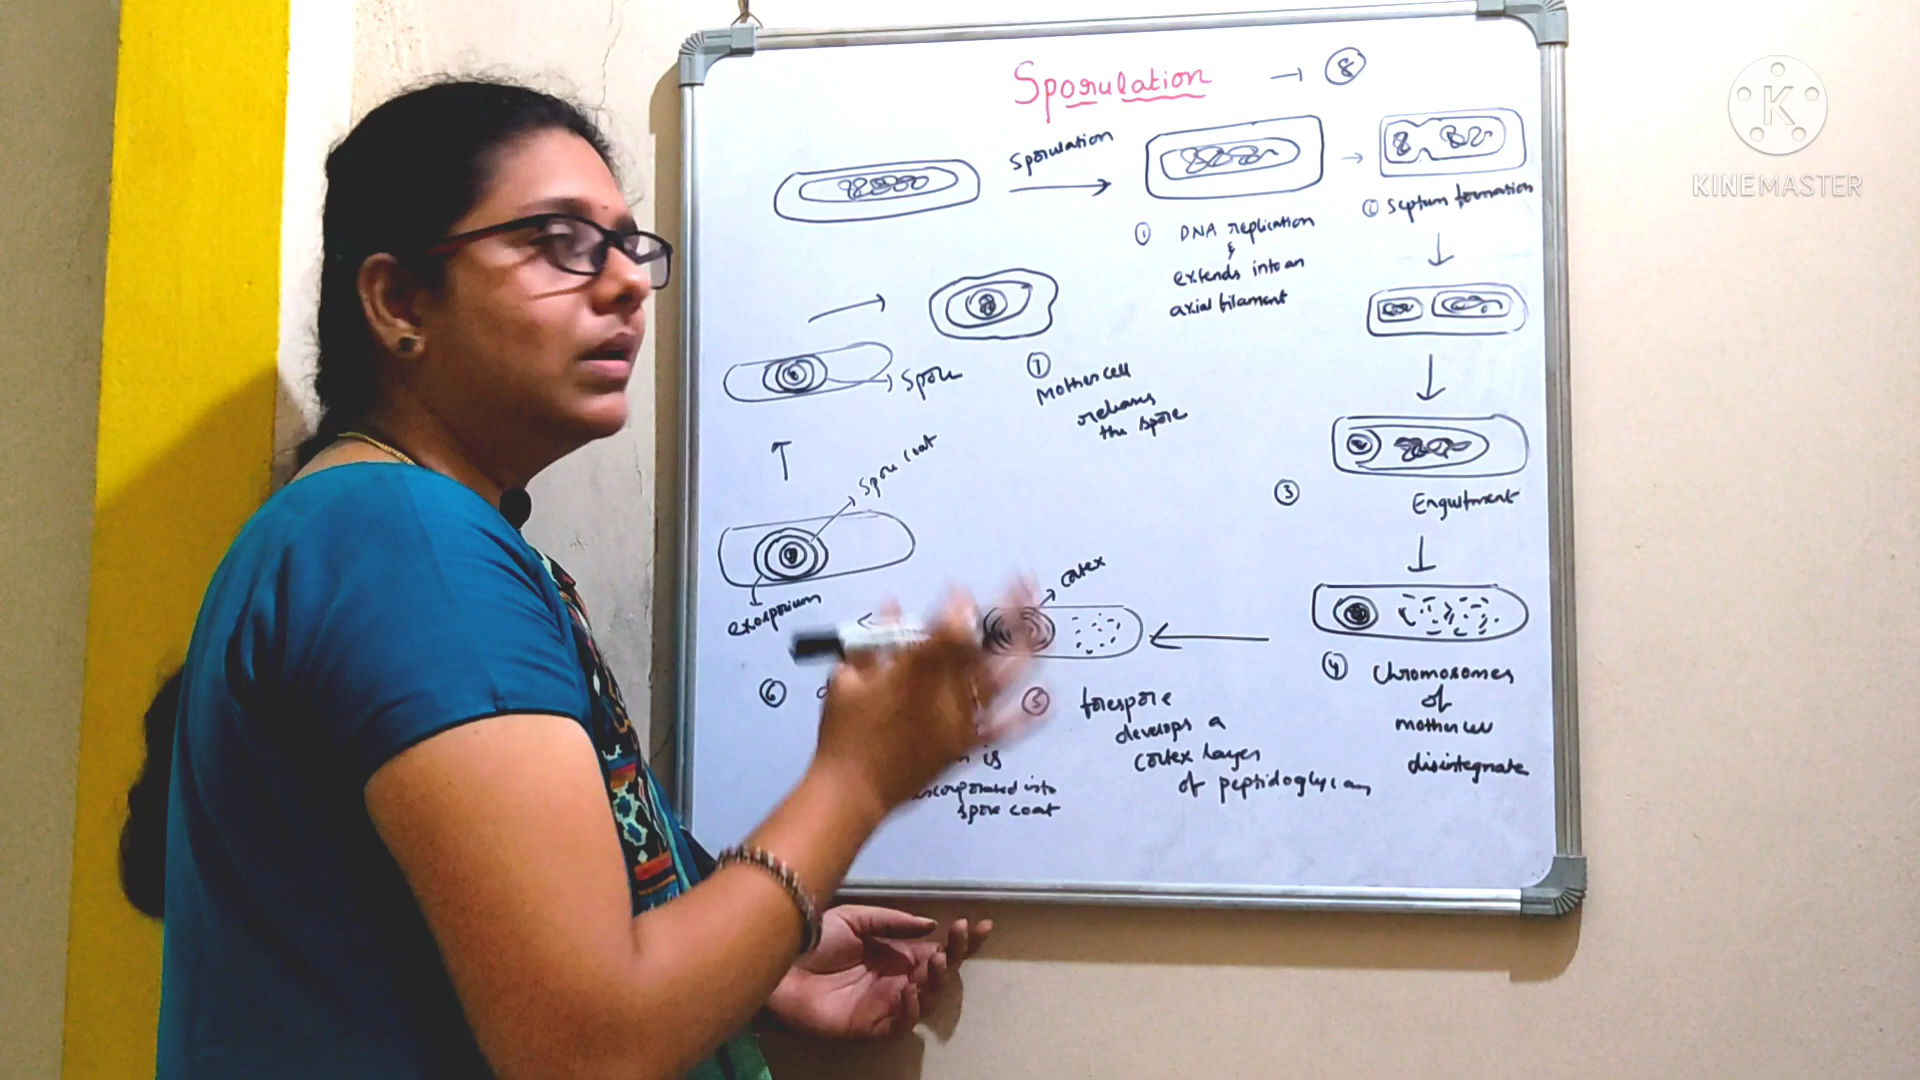 Sporulation → 8
Sporulation
① DNA replication
&
extends into an
axial filament
② Septum formation
③ Engulfment
④ Chromosomes
of
mother cell
disintegrate
cortex
⑤ forespore
develops a
cortex layer
of peptidoglycan
spore coat
exosporium
⑥
is
incorporated into
spore coat
spore
⑦
Mother cell
releases
the spore
K
KINEMASTER